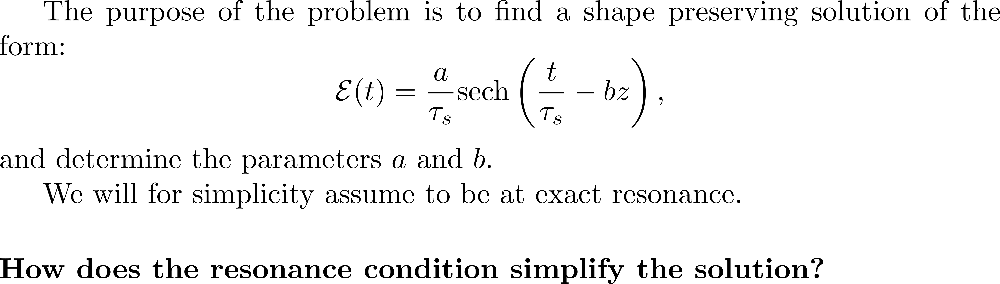 The purpose of the problem is to find a shape preserving solution of the
form:
$$\mathcal{E}(t) = \frac{a}{\tau_s} \text{sech} \left( \frac{t}{\tau_s} - bz \right),$$
and determine the parameters $a$ and $b$.
We will for simplicity assume to be at exact resonance.
How does the resonance condition simplify the solution?